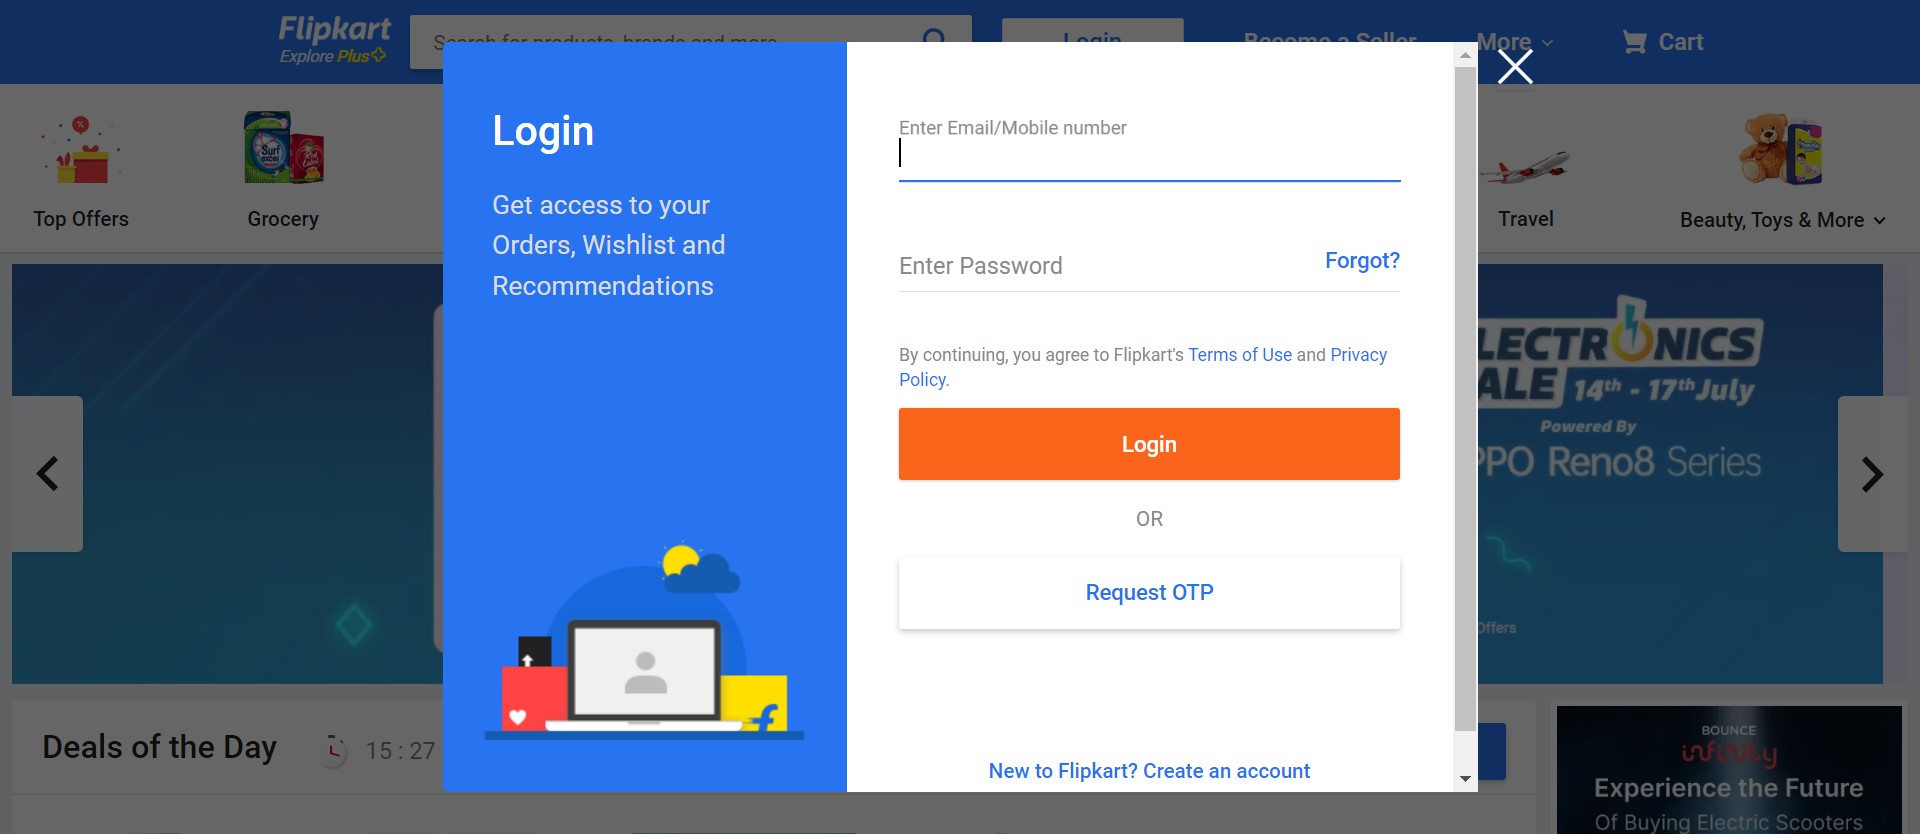 Flipkart
Explore Plus
Search for products, brands and more
Login
Become a Seller
More
Cart
Top Offers
Grocery
Travel
Beauty, Toys & More
Login
Get access to your
Orders, Wishlist and
Recommendations
Enter Email/Mobile number
Enter Password
Forgot?
By continuing, you agree to Flipkart's Terms of Use and Privacy
Policy.
Login
OR
Request OTP
New to Flipkart? Create an account
LECTRONICS
ALE 14th - 17th July
Powered By
PPO Reno8 Series
Offers
Deals of the Day
15 : 27
BOUNCE
infinity
Experience the Future
Of Buying Electric Scooters
Surf
excel